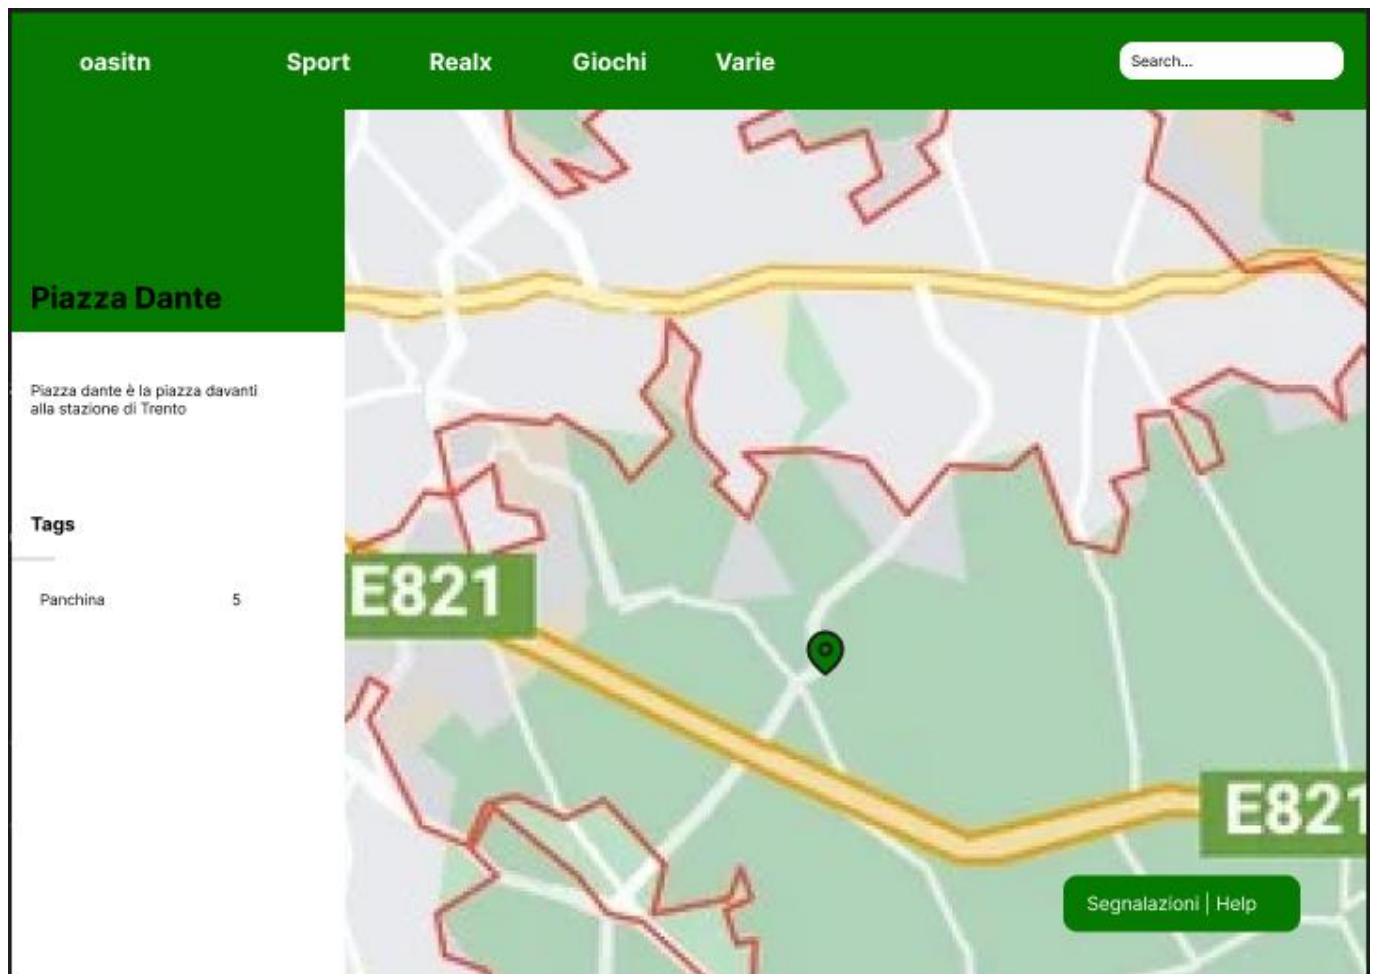 oasitn Sport Realx Giochi Varie Search...
Piazza Dante
Piazza dante è la piazza davanti
alla stazione di Trento
Tags
Panchina 5
E821
E821
Segnalazioni | Help